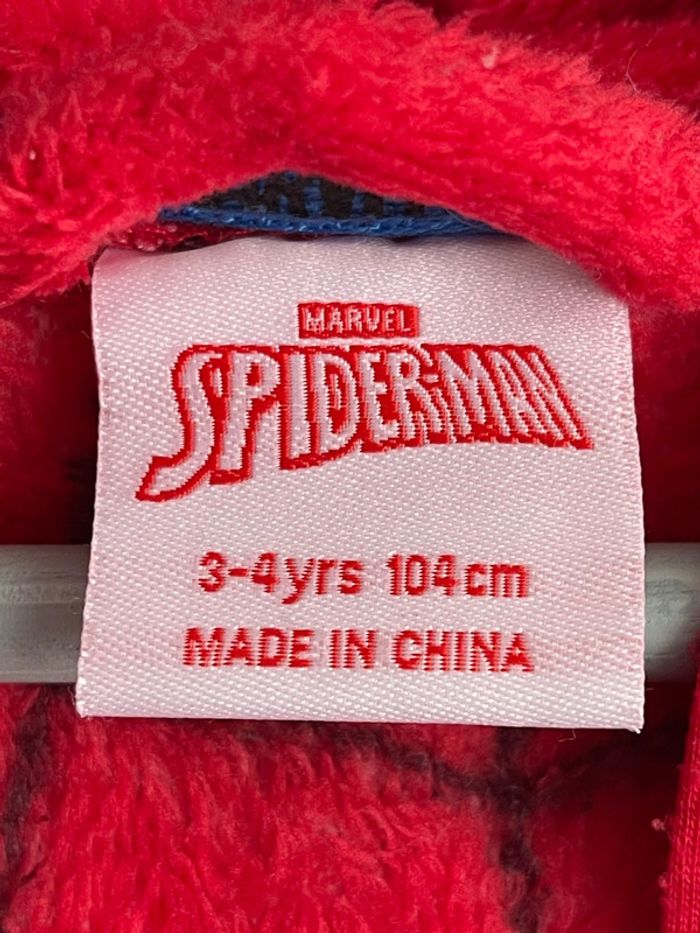 MARVEL
SPIDER-MAN
3-4yrs 104cm
MADE IN CHINA